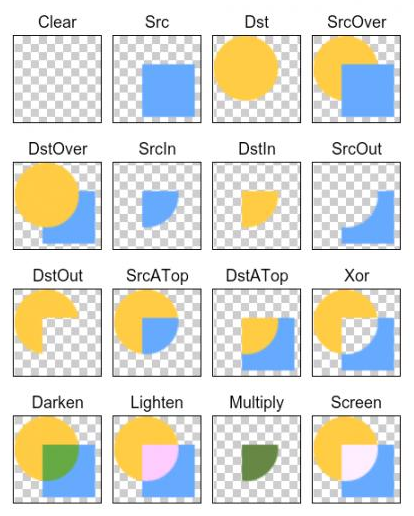 Clear Src Dst SrcOver
DstOver SrcIn DstIn SrcOut
DstOut SrcATop DstATop Xor
Darken Lighten Multiply Screen